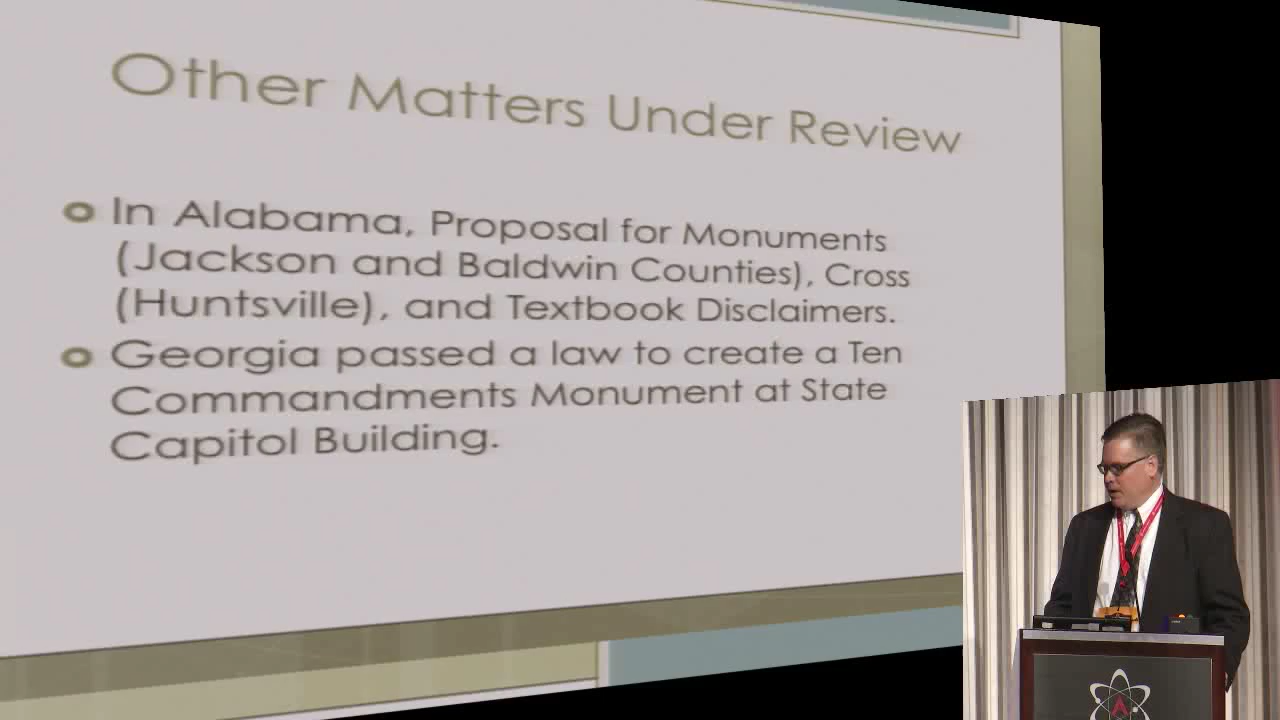 Other Matters Under Review
In Alabama, Proposal for Monuments
(Jackson and Baldwin Counties), Cross
(Huntsville), and Textbook Disclaimers.
Georgia passed a law to create a Ten
Commandments Monument at State
Capitol Building.
A